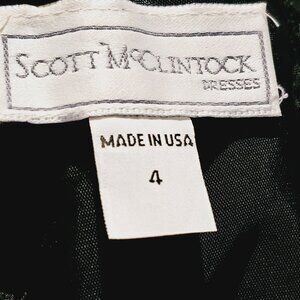 SCOTT McCLINTOCK
DRESSES
MADE IN USA
4